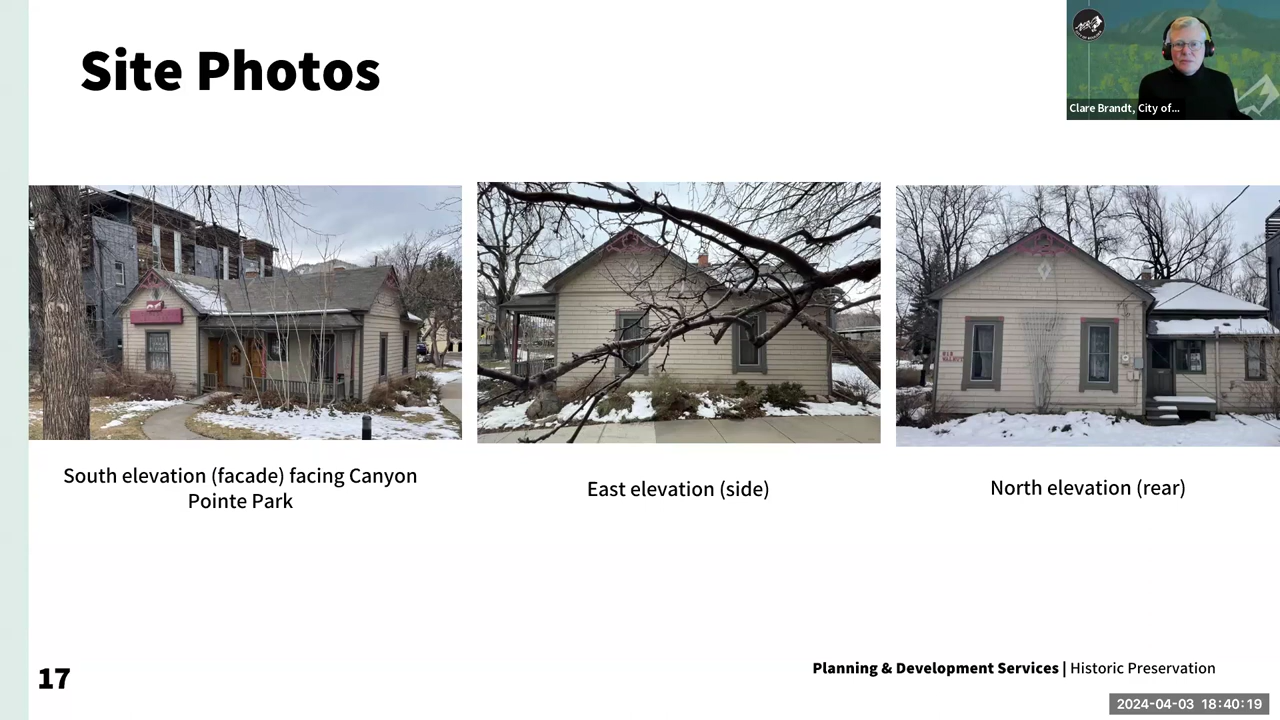 Site Photos
Clare Brandt, City of...
South elevation (facade) facing Canyon
Pointe Park
East elevation (side)
North elevation (rear)
17
Planning & Development Services | Historic Preservation
2024-04-03 18:40:19